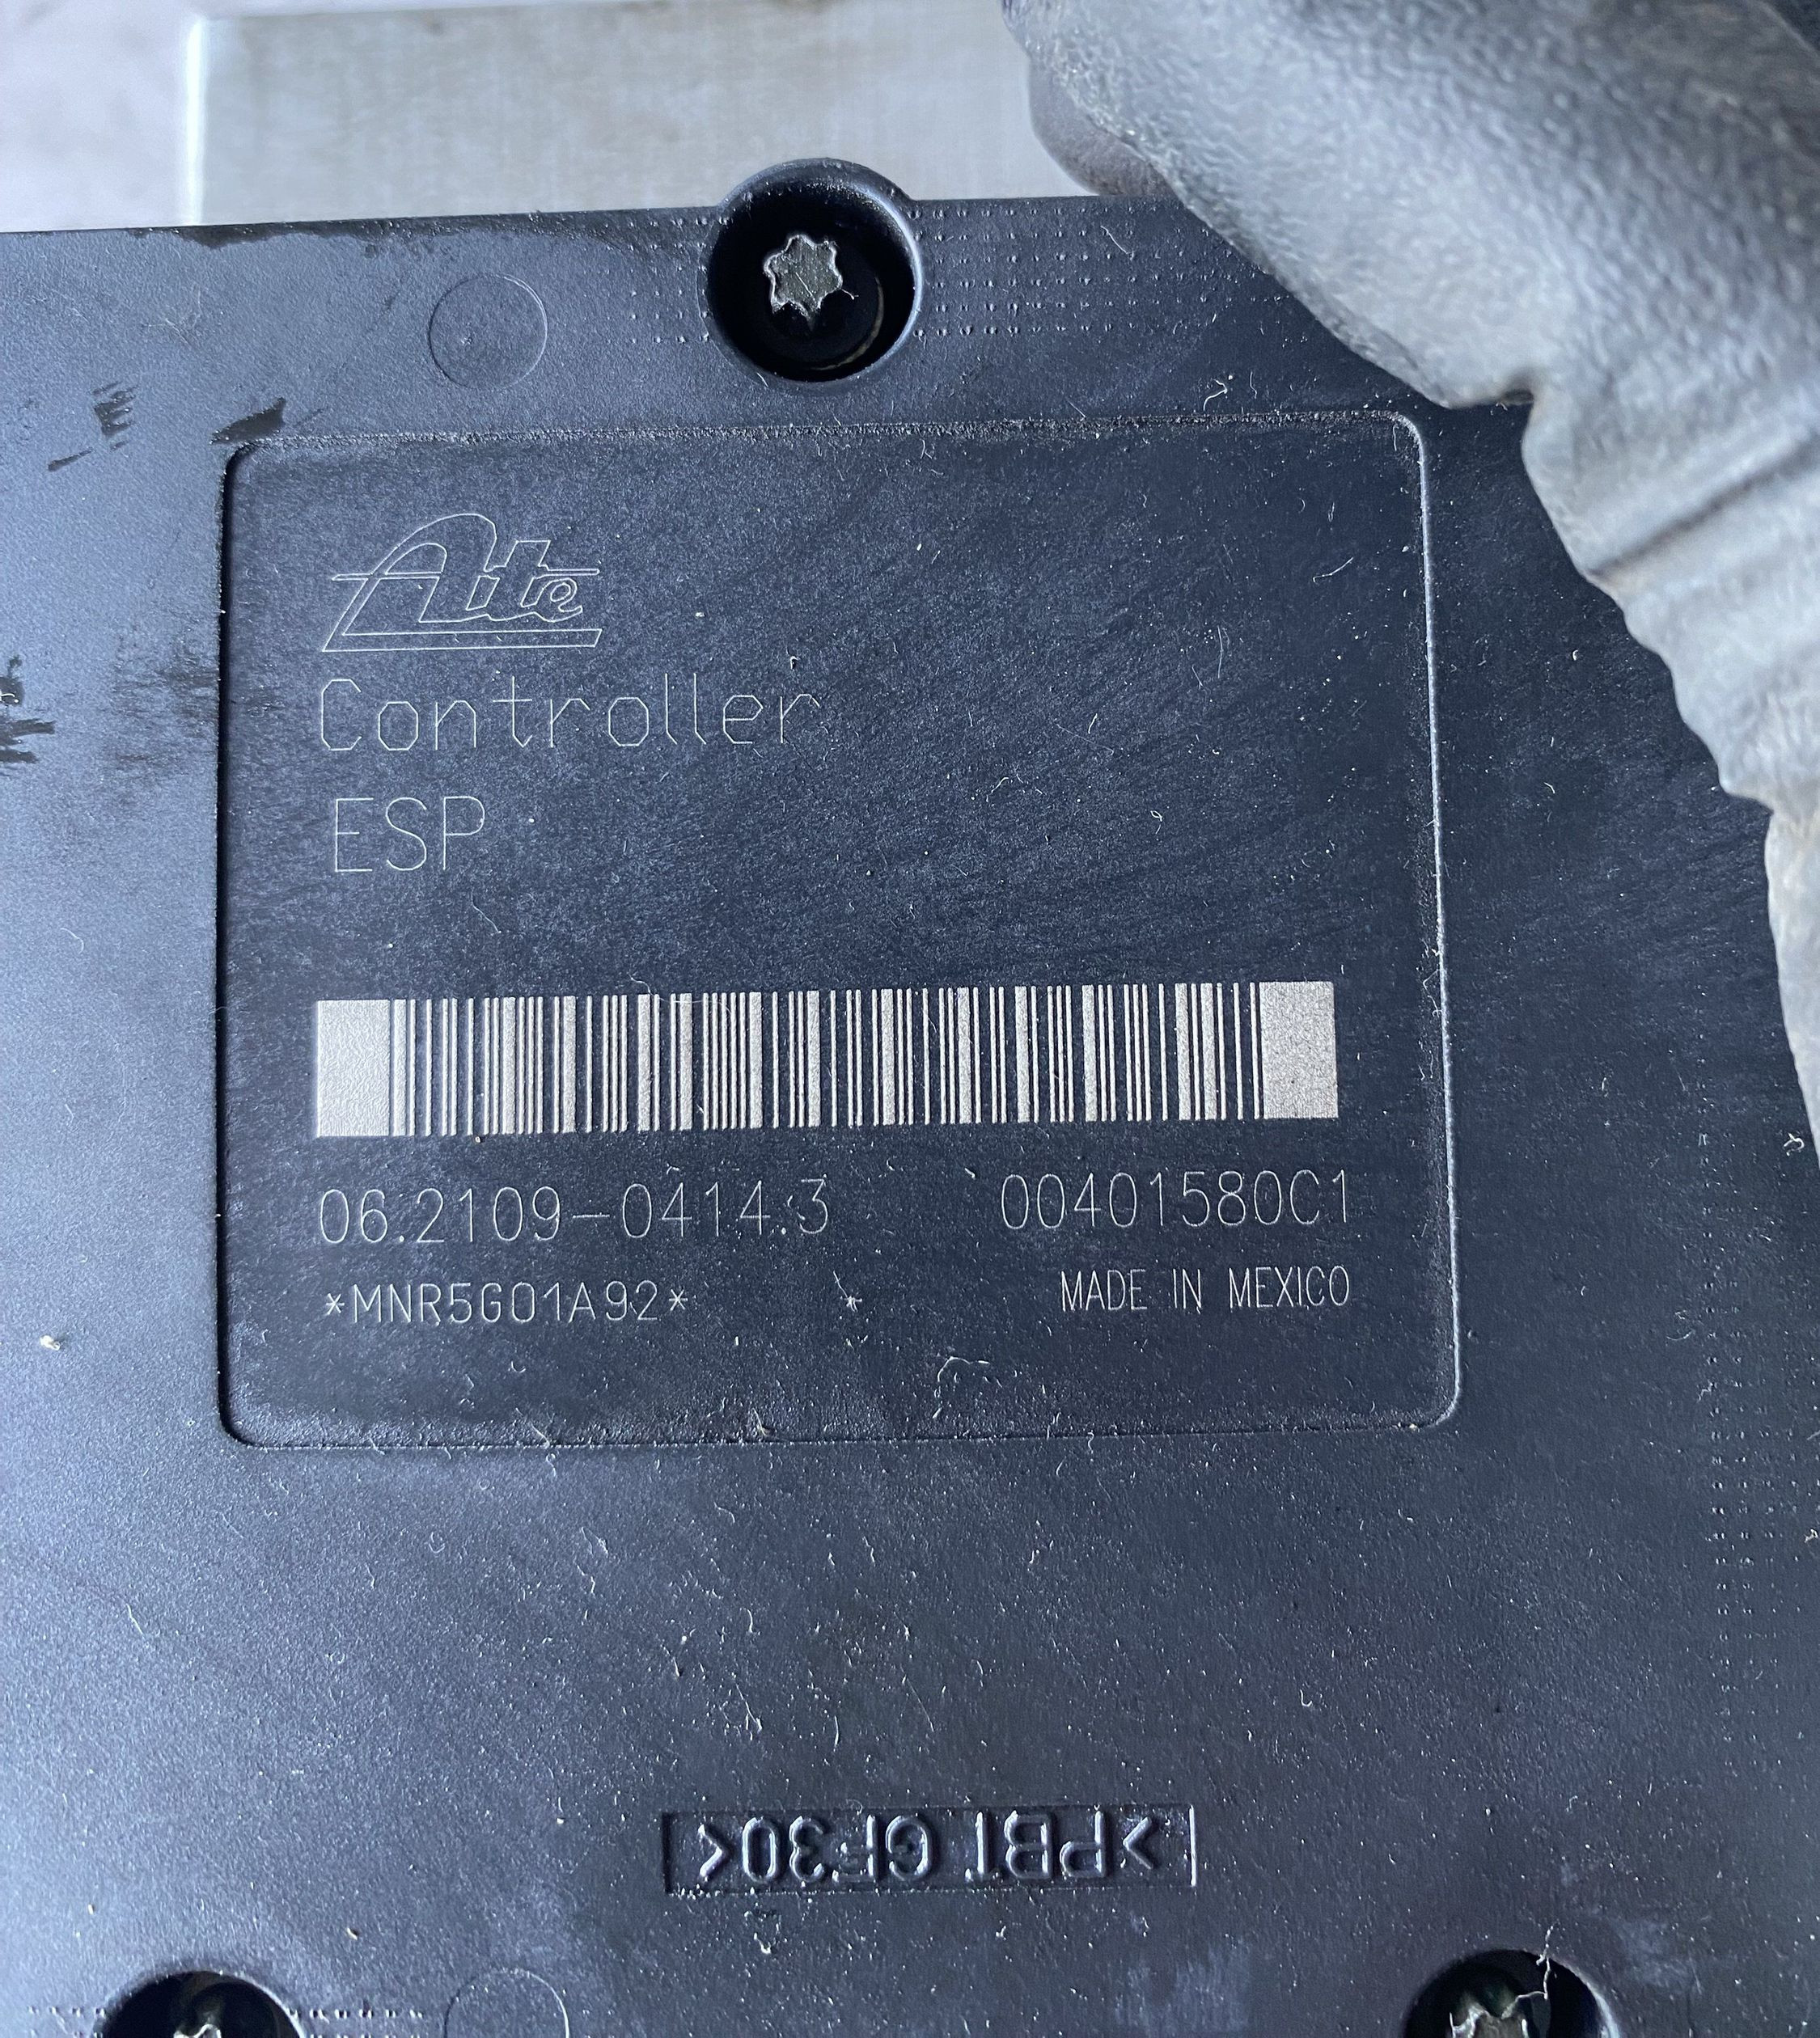 Ate
Controller
ESP
06.2109-0414.3 00401580C1
*MNR5G01A92* MADE IN MEXICO
>PBT GF30<